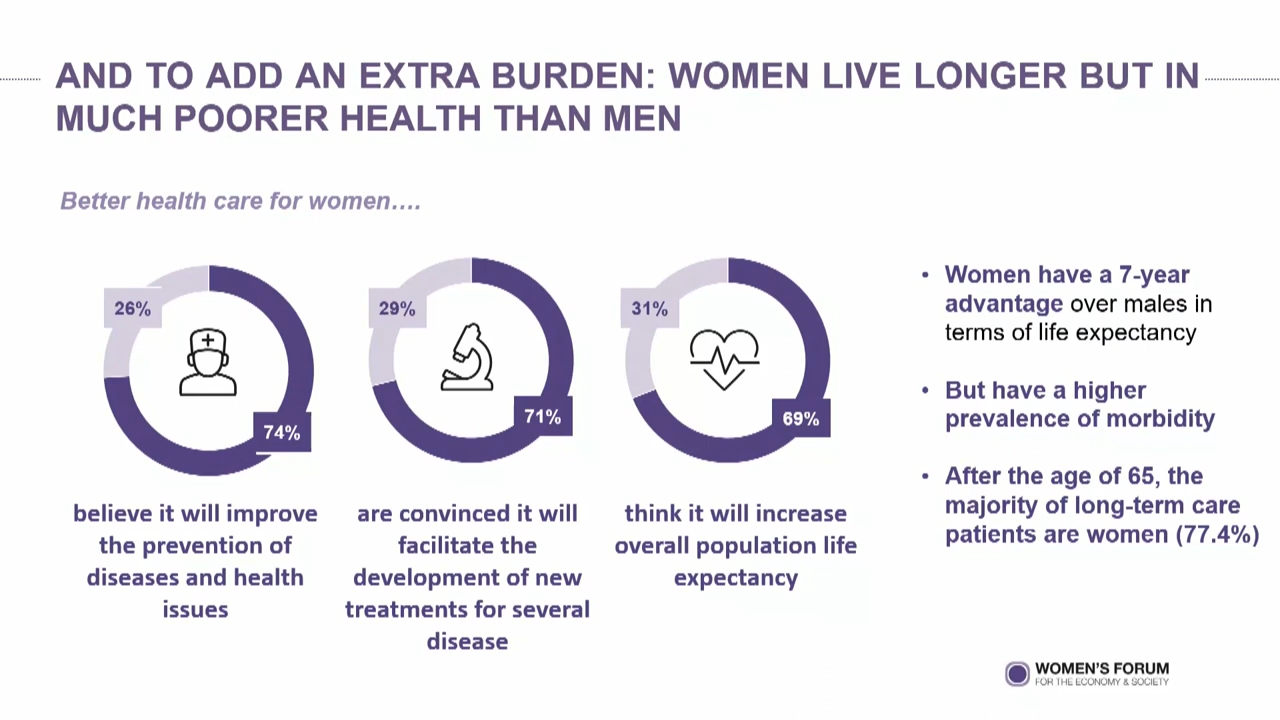 AND TO ADD AN EXTRA BURDEN: WOMEN LIVE LONGER BUT IN
MUCH POORER HEALTH THAN MEN
Better health care for women….
26%
74%
believe it will improve
the prevention of
diseases and health
issues
29%
71%
are convinced it will
facilitate the
development of new
treatments for several
disease
31%
69%
think it will increase
overall population life
expectancy
• Women have a 7-year
advantage over males in
terms of life expectancy
• But have a higher
prevalence of morbidity
• After the age of 65, the
majority of long-term care
patients are women (77.4%)
WOMEN'S FORUM
FOR THE ECONOMY & SOCIETY